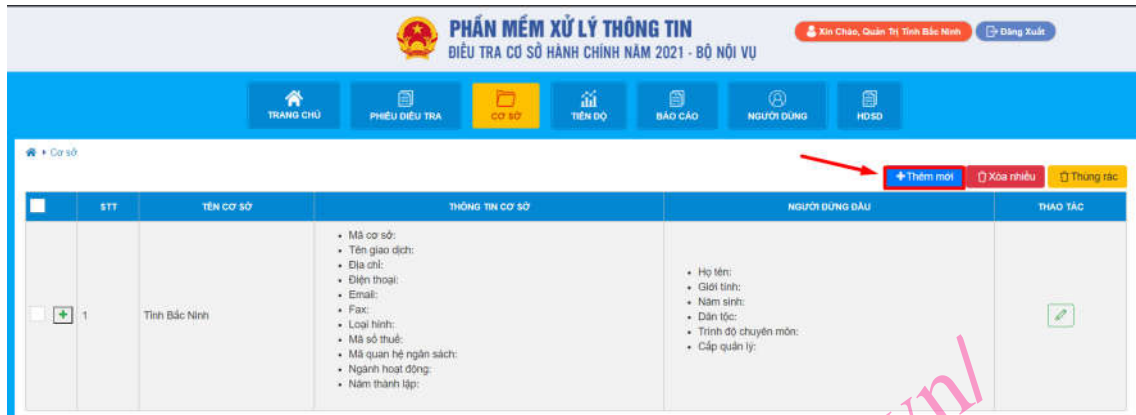 PHẦN MỀM XỬ LÝ THÔNG TIN
ĐIỀU TRA CƠ SỞ HÀNH CHÍNH NĂM 2021 - BỘ NỘI VỤ
Xin Chào, Quản Trị Tỉnh Bắc Ninh
Đăng Xuất
TRANG CHỦ
PHIẾU ĐIỀU TRA
CƠ SỞ
TIẾN ĐỘ
BÁO CÁO
NGƯỜI DÙNG
HDSD
Cơ sở
+Thêm mới
Xóa nhiều
Thùng rác
STT
TÊN CƠ SỞ
THÔNG TIN CƠ SỞ
NGƯỜI ĐỨNG ĐẦU
THAO TÁC
1
Tỉnh Bắc Ninh
• Mã cơ sở:
• Tên giao dịch:
• Địa chỉ:
• Điện thoại:
• Email:
• Fax:
• Loại hình:
• Mã số thuế:
• Mã quan hệ ngân sách:
• Ngành hoạt động:
• Năm thành lập:
• Họ tên:
• Giới tính:
• Năm sinh:
• Dân tộc:
• Trình độ chuyên môn:
• Cấp quản lý:
vn/